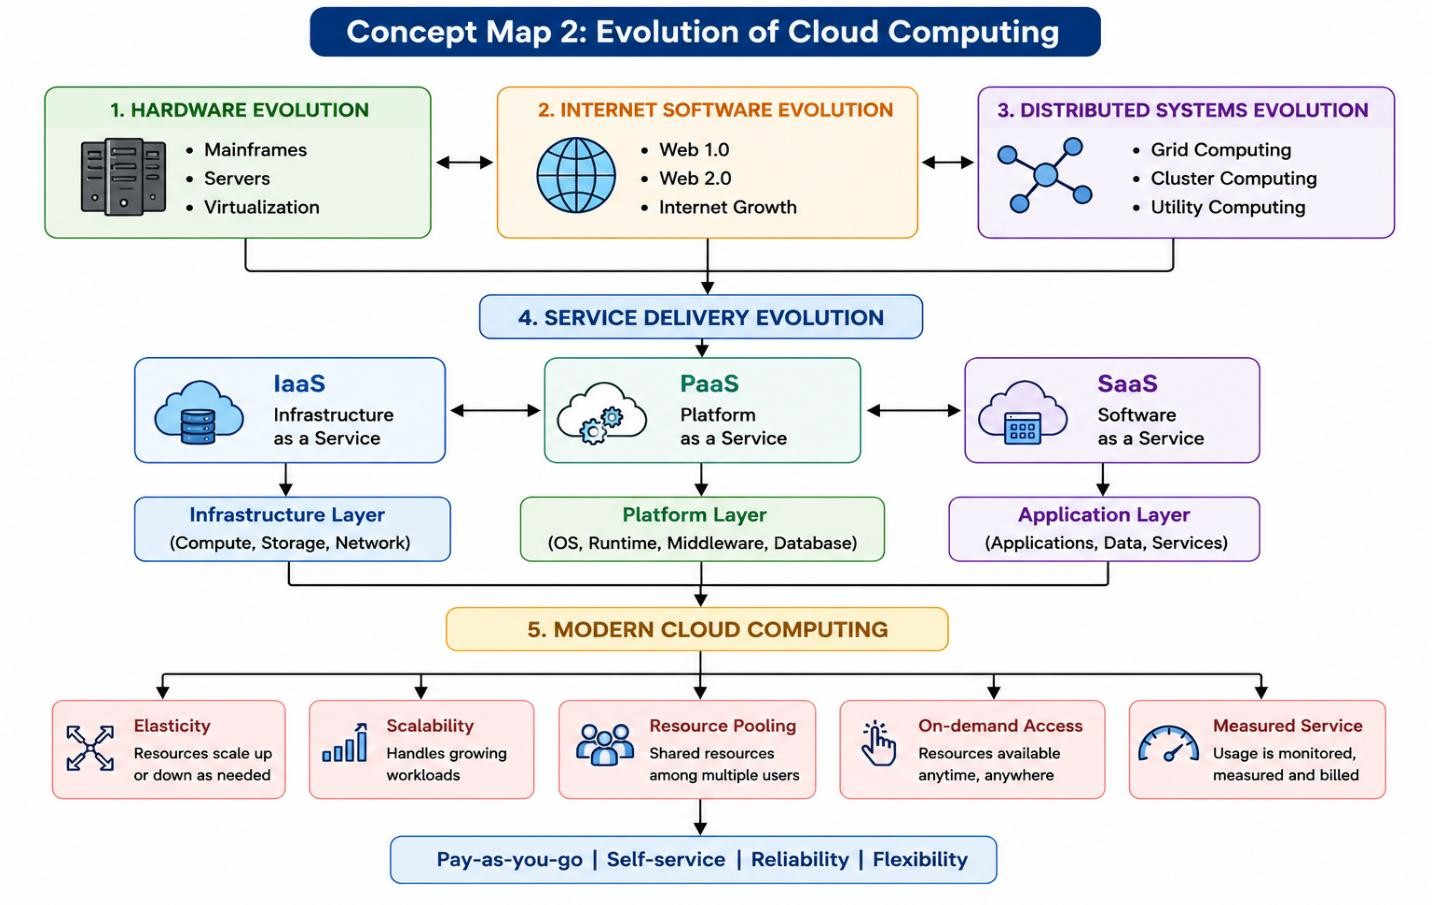 Concept Map 2: Evolution of Cloud Computing
1. HARDWARE EVOLUTION
• Mainframes
• Servers
• Virtualization
2. INTERNET SOFTWARE EVOLUTION
• Web 1.0
• Web 2.0
• Internet Growth
3. DISTRIBUTED SYSTEMS EVOLUTION
• Grid Computing
• Cluster Computing
• Utility Computing
4. SERVICE DELIVERY EVOLUTION
IaaS
Infrastructure
as a Service
PaaS
Platform
as a Service
SaaS
Software
as a Service
Infrastructure Layer
(Compute, Storage, Network)
Platform Layer
(OS, Runtime, Middleware, Database)
Application Layer
(Applications, Data, Services)
5. MODERN CLOUD COMPUTING
Elasticity
Resources scale up
or down as needed
Scalability
Handles growing
workloads
Resource Pooling
Shared resources
among multiple users
On-demand Access
Resources available
anytime, anywhere
Measured Service
Usage is monitored,
measured and billed
Pay-as-you-go | Self-service | Reliability | Flexibility